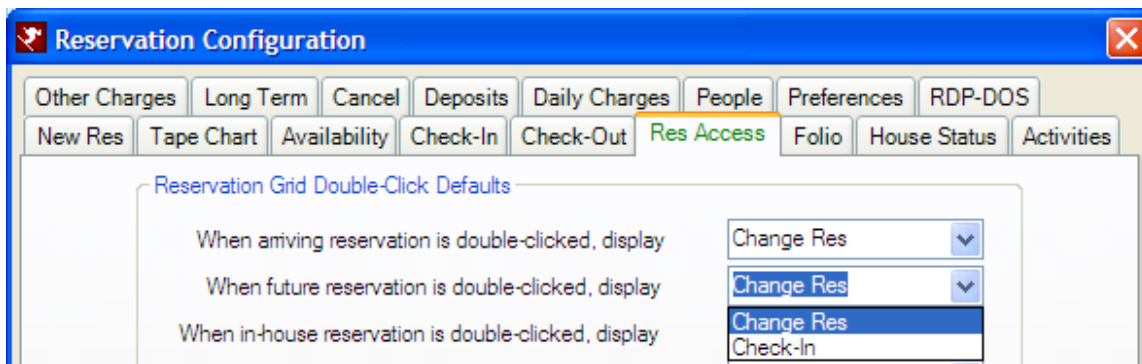 Reservation Configuration
Other Charges Long Term Cancel Deposits Daily Charges People Preferences RDP-DOS
New Res Tape Chart Availability Check-In Check-Out Res Access Folio House Status Activities
Reservation Grid Double-Click Defaults
When arriving reservation is double-clicked, display Change Res
When future reservation is double-clicked, display Change Res
When in-house reservation is double-clicked, display
Change Res
Check-In